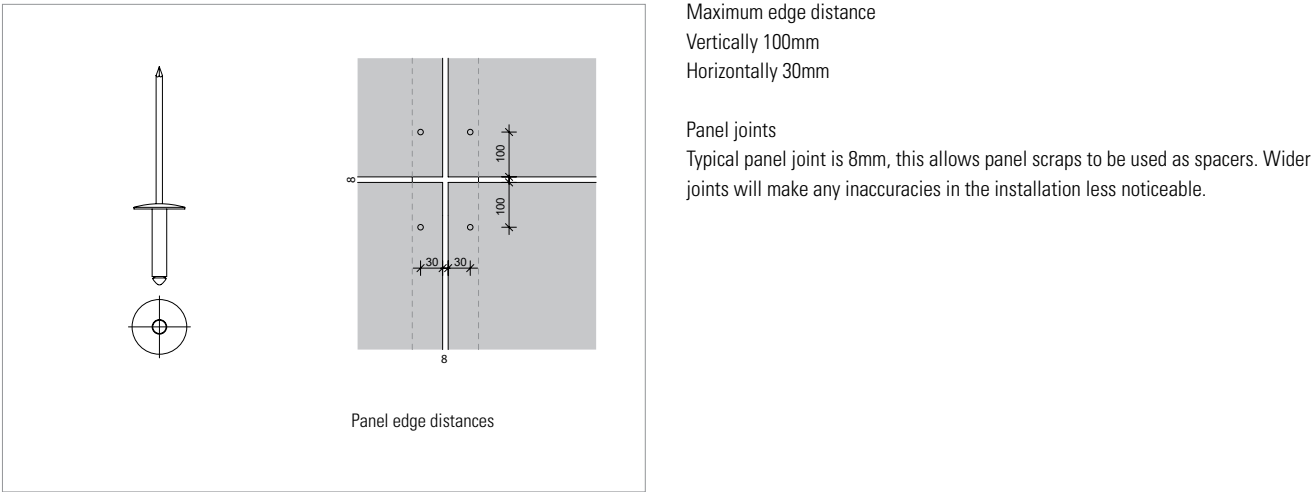 100
8
100
30 30
8
Panel edge distances
Maximum edge distance
Vertically 100mm
Horizontally 30mm
Panel joints
Typical panel joint is 8mm, this allows panel scraps to be used as spacers. Wider
joints will make any inaccuracies in the installation less noticeable.